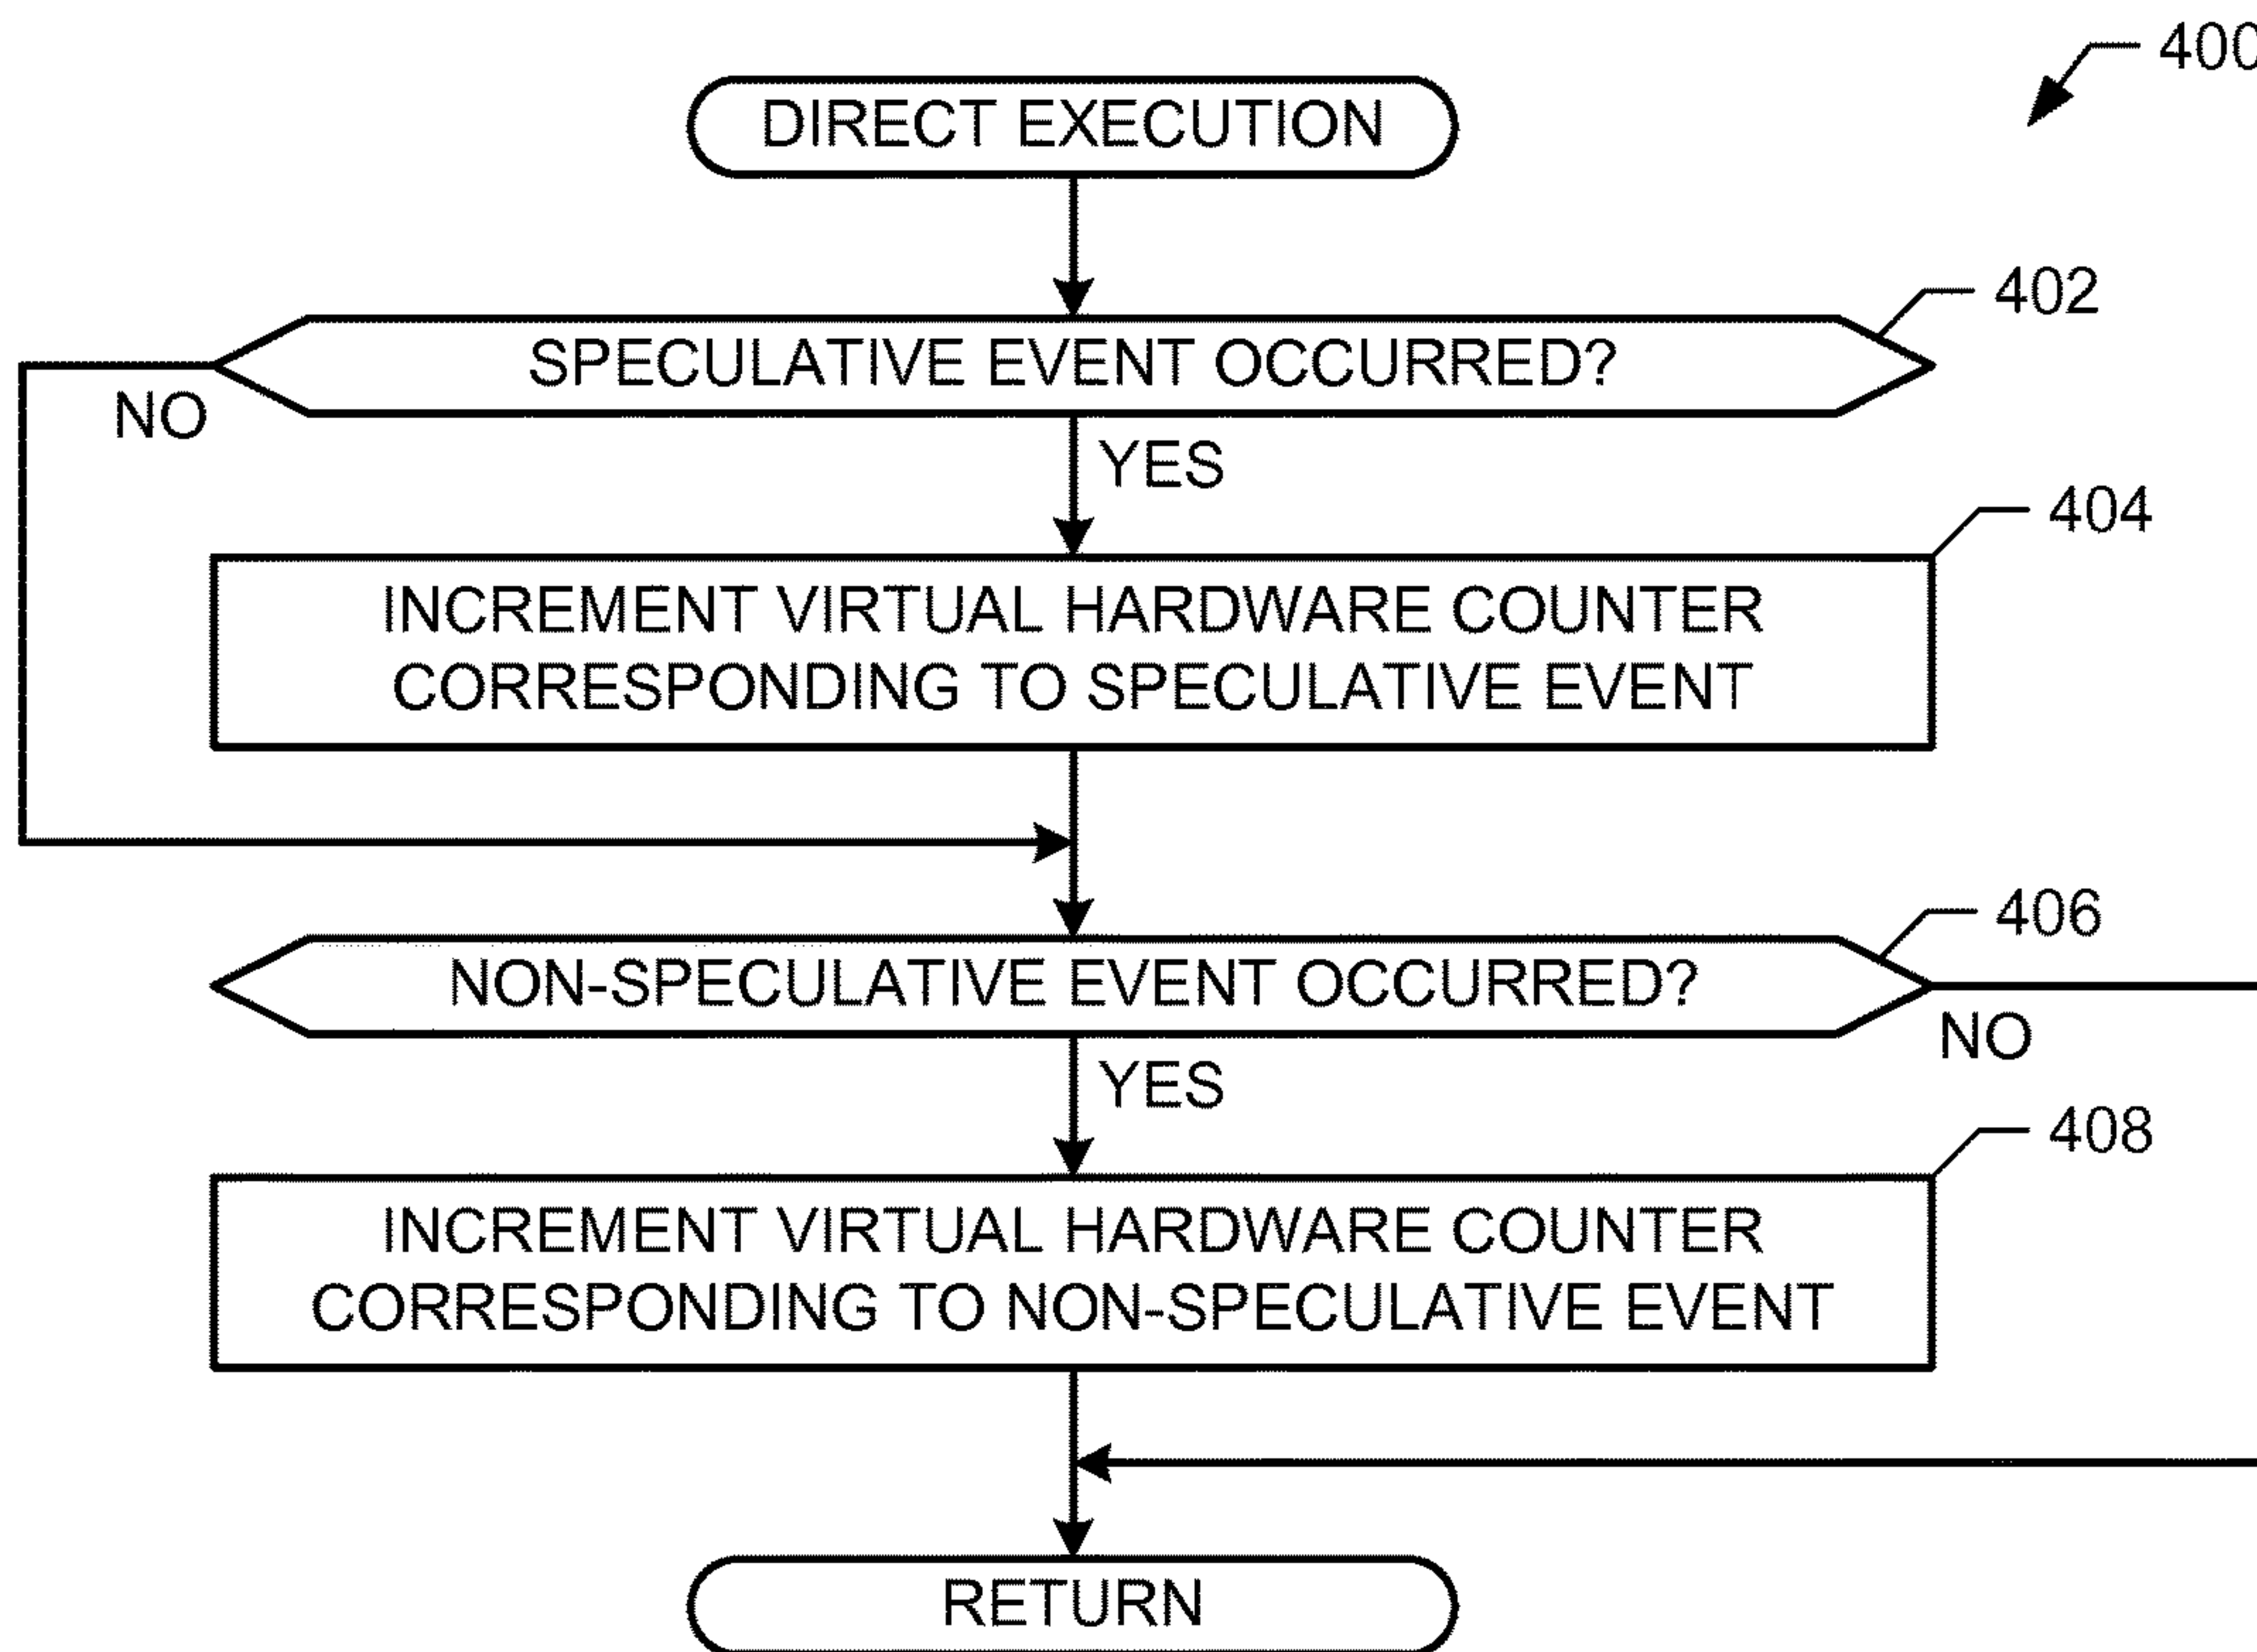 400
DIRECT EXECUTION
402
SPECULATIVE EVENT OCCURRED?
NO
YES
404
INCREMENT VIRTUAL HARDWARE COUNTER
CORRESPONDING TO SPECULATIVE EVENT
406
NON-SPECULATIVE EVENT OCCURRED?
NO
YES
408
INCREMENT VIRTUAL HARDWARE COUNTER
CORRESPONDING TO NON-SPECULATIVE EVENT
RETURN